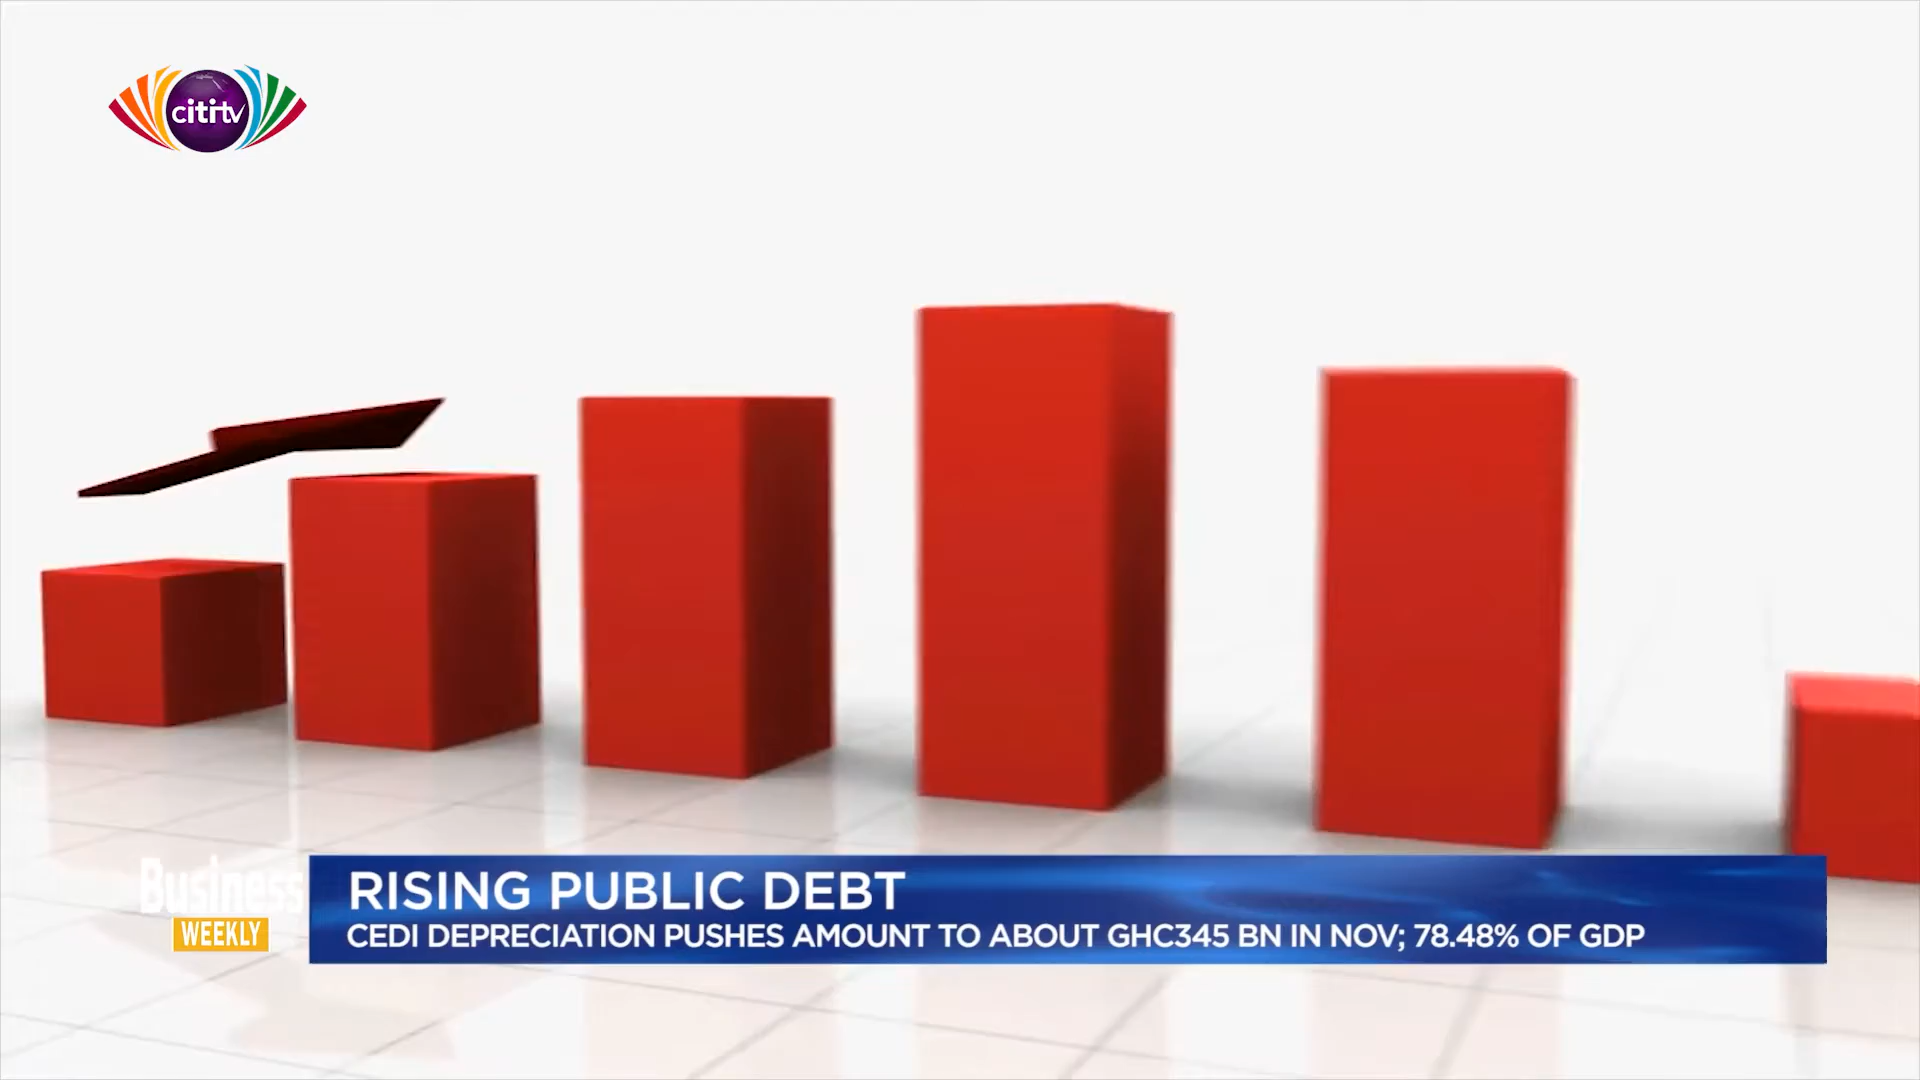 citi tv
RISING PUBLIC DEBT
Business
WEEKLY
CEDI DEPRECIATION PUSHES AMOUNT TO ABOUT GHC345 BN IN NOV; 78.48% OF GDP